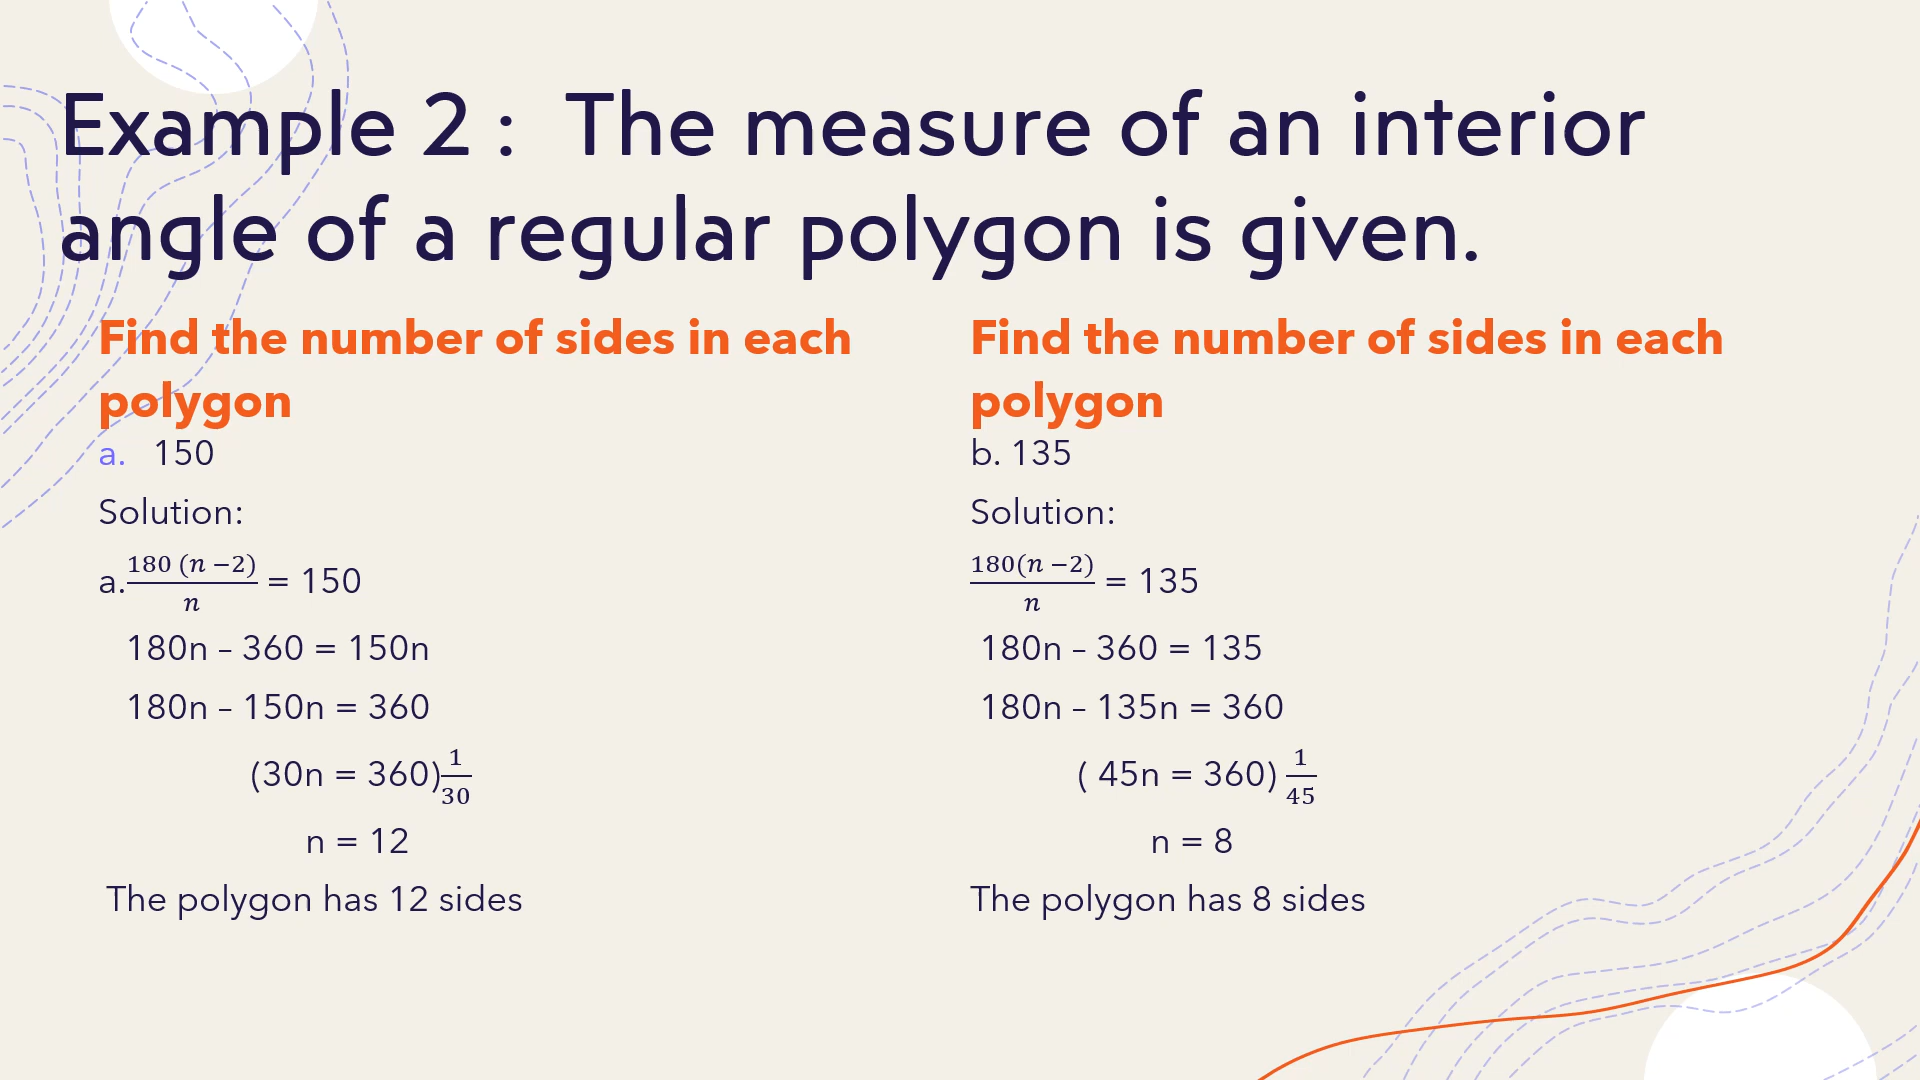 Example 2 :  The measure of an interior
angle of a regular polygon is given.
Find the number of sides in each
polygon
a.   150
Solution:
a. 180 (n −2)/n = 150
180n – 360 = 150n
180n – 150n = 360
(30n = 360) 1/30
n = 12
The polygon has 12 sides
Find the number of sides in each
polygon
b. 135
Solution:
180(n −2)/n = 135
180n – 360 = 135
180n – 135n = 360
( 45n = 360) 1/45
n = 8
The polygon has 8 sides